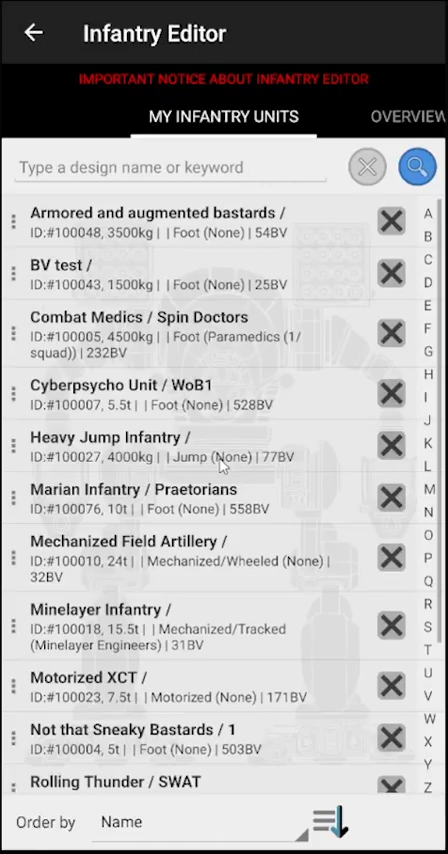 Infantry Editor
IMPORTANT NOTICE ABOUT INFANTRY EDITOR
MY INFANTRY UNITS
OVERVIEW
Type a design name or keyword
Armored and augmented bastards /
ID:#100048, 3500kg | | Foot (None) | 54BV
BV test /
ID:#100043, 1500kg | | Foot (None) | 25BV
Combat Medics / Spin Doctors
ID:#100005, 4500kg | | Foot (Paramedics (1/
squad)) | 232BV
Cyberpsycho Unit / WoB1
ID:#100007, 5.5t | | Foot (None) | 528BV
Heavy Jump Infantry /
ID:#100027, 4000kg | | Jump (None) | 77BV
Marian Infantry / Praetorians
ID:#100076, 10t | | Foot (None) | 558BV
Mechanized Field Artillery /
ID:#100010, 24t | | Mechanized/Wheeled (None) |
32BV
Minelayer Infantry /
ID:#100018, 15.5t | | Mechanized/Tracked
(Minelayer Engineers) | 31BV
Motorized XCT /
ID:#100023, 7.5t | | Motorized (None) | 171BV
Not that Sneaky Bastards / 1
ID:#100004, 5t | | Foot (None) | 503BV
Rolling Thunder / SWAT
A
B
C
D
E
F
G
H
I
J
K
L
M
N
O
P
Q
R
S
T
U
V
W
X
Y
Z
Order by
Name